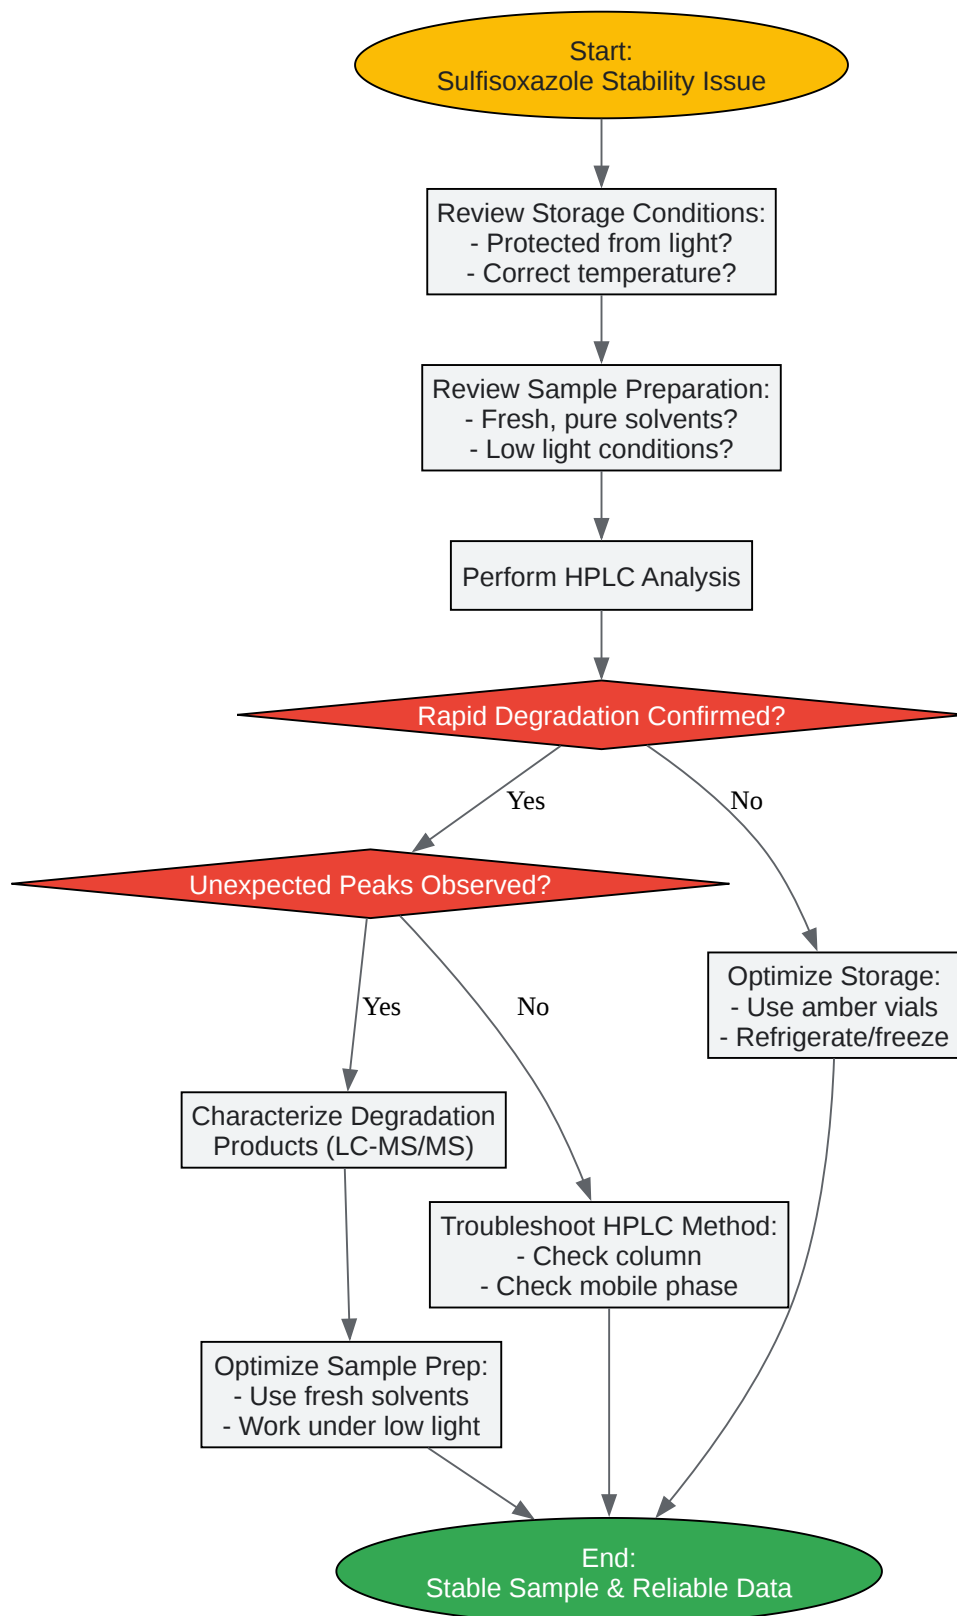 Start:
Sulfisoxazole Stability Issue
Review Storage Conditions:
- Protected from light?
- Correct temperature?
Review Sample Preparation:
- Fresh, pure solvents?
- Low light conditions?
Perform HPLC Analysis
Rapid Degradation Confirmed?
Yes
No
Unexpected Peaks Observed?
Optimize Storage:
- Use amber vials
- Refrigerate/freeze
Yes
No
Characterize Degradation
Products (LC-MS/MS)
Troubleshoot HPLC Method:
- Check column
- Check mobile phase
Optimize Sample Prep:
- Use fresh solvents
- Work under low light
End:
Stable Sample & Reliable Data